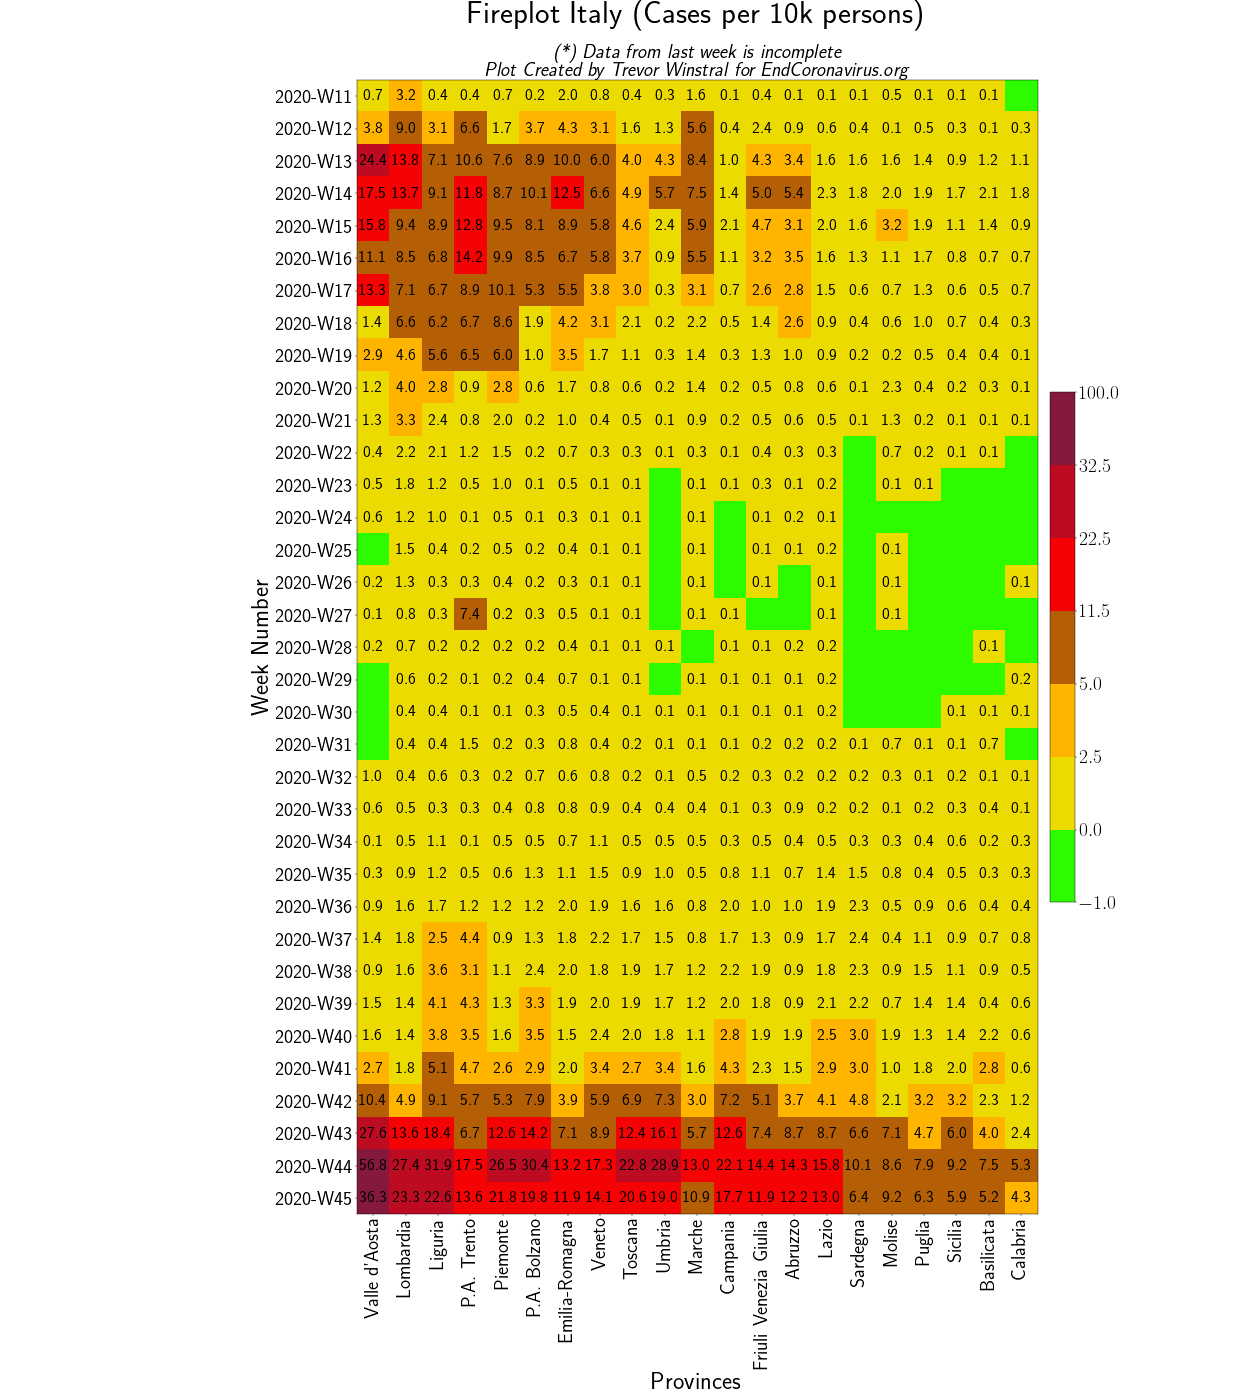 Fireplot Italy (Cases per 10k persons)
(*) Data from last week is incomplete
Plot Created by Trevor Winstral for EndCoronavirus.org
2020-W11 0.7 3.2 0.4 0.4 0.7 0.2 2.0 0.8 0.4 0.3 1.6 0.1 0.4 0.1 0.1 0.1 0.5 0.1 0.1 0.1
2020-W12 3.8 9.0 3.1 6.6 1.7 3.7 4.3 3.1 1.6 1.3 5.6 0.4 2.4 0.9 0.6 0.4 0.1 0.5 0.3 0.1 0.3
2020-W13 24.4 13.8 7.1 10.6 7.6 8.9 10.0 6.0 4.0 4.3 8.4 1.0 4.3 3.4 1.6 1.6 1.6 1.4 0.9 1.2 1.1
2020-W14 17.5 13.7 9.1 11.8 8.7 10.1 12.5 6.6 4.9 5.7 7.5 1.4 5.0 5.4 2.3 1.8 2.0 1.9 1.7 2.1 1.8
2020-W15 15.8 9.4 8.9 12.8 9.5 8.1 8.9 5.8 4.6 2.4 5.9 2.1 4.7 3.1 2.0 1.6 3.2 1.9 1.1 1.4 0.9
2020-W16 11.1 8.5 6.8 14.2 9.9 8.5 6.7 5.8 3.7 0.9 5.5 1.1 3.2 3.5 1.6 1.3 1.1 1.7 0.8 0.7 0.7
2020-W17 13.3 7.1 6.7 8.9 10.1 5.3 5.5 3.8 3.0 0.3 3.1 0.7 2.6 2.8 1.5 0.6 0.7 1.3 0.6 0.5 0.7
2020-W18 1.4 6.6 6.2 6.7 8.6 1.9 4.2 3.1 2.1 0.2 2.2 0.5 1.4 2.6 0.9 0.4 0.6 1.0 0.7 0.4 0.3
2020-W19 2.9 4.6 5.6 6.5 6.0 1.0 3.5 1.7 1.1 0.3 1.4 0.3 1.3 1.0 0.9 0.2 0.2 0.5 0.4 0.4 0.1
2020-W20 1.2 4.0 2.8 0.9 2.8 0.6 1.7 0.8 0.6 0.2 1.4 0.2 0.5 0.8 0.6 0.1 2.3 0.4 0.2 0.3 0.1
2020-W21 1.3 3.3 2.4 0.8 2.0 0.2 1.0 0.4 0.5 0.1 0.9 0.2 0.5 0.6 0.5 0.1 1.3 0.2 0.1 0.1 0.1
2020-W22 0.4 2.2 2.1 1.2 1.5 0.2 0.7 0.3 0.3 0.1 0.3 0.1 0.4 0.3 0.3 0.7 0.2 0.1 0.1
2020-W23 0.5 1.8 1.2 0.5 1.0 0.1 0.5 0.1 0.1 0.1 0.1 0.3 0.1 0.2 0.1 0.1
2020-W24 0.6 1.2 1.0 0.1 0.5 0.1 0.3 0.1 0.1 0.1 0.1 0.2 0.1
2020-W25 1.5 0.4 0.2 0.5 0.2 0.4 0.1 0.1 0.1 0.1 0.1 0.2 0.1
2020-W26 0.2 1.3 0.3 0.3 0.4 0.2 0.3 0.1 0.1 0.1 0.1 0.1 0.1 0.1
2020-W27 0.1 0.8 0.3 7.4 0.2 0.3 0.5 0.1 0.1 0.1 0.1 0.1 0.1
2020-W28 0.2 0.7 0.2 0.2 0.2 0.2 0.4 0.1 0.1 0.1 0.1 0.1 0.2 0.2 0.1
2020-W29 0.6 0.2 0.1 0.2 0.4 0.7 0.1 0.1 0.1 0.1 0.1 0.1 0.2 0.2
2020-W30 0.4 0.4 0.1 0.1 0.3 0.5 0.4 0.1 0.1 0.1 0.1 0.1 0.1 0.2 0.1 0.1 0.1
2020-W31 0.4 0.4 1.5 0.2 0.3 0.8 0.4 0.2 0.1 0.1 0.1 0.2 0.2 0.2 0.1 0.7 0.1 0.1 0.7
2020-W32 1.0 0.4 0.6 0.3 0.2 0.7 0.6 0.8 0.2 0.1 0.5 0.2 0.3 0.2 0.2 0.2 0.3 0.1 0.2 0.1 0.1
2020-W33 0.6 0.5 0.3 0.3 0.4 0.8 0.8 0.9 0.4 0.4 0.4 0.1 0.3 0.9 0.2 0.2 0.1 0.2 0.3 0.4 0.1
2020-W34 0.1 0.5 1.1 0.1 0.5 0.5 0.7 1.1 0.5 0.5 0.5 0.3 0.5 0.4 0.5 0.3 0.3 0.4 0.6 0.2 0.3
2020-W35 0.3 0.9 1.2 0.5 0.6 1.3 1.1 1.5 0.9 1.0 0.5 0.8 1.1 0.7 1.4 1.5 0.8 0.4 0.5 0.3 0.3
2020-W36 0.9 1.6 1.7 1.2 1.2 1.2 2.0 1.9 1.6 1.6 0.8 2.0 1.0 1.0 1.9 2.3 0.5 0.9 0.6 0.4 0.4
2020-W37 1.4 1.8 2.5 4.4 0.9 1.3 1.8 2.2 1.7 1.5 0.8 1.7 1.3 0.9 1.7 2.4 0.4 1.1 0.9 0.7 0.8
2020-W38 0.9 1.6 3.6 3.1 1.1 2.4 2.0 1.8 1.9 1.7 1.2 2.2 1.9 0.9 1.8 2.3 0.9 1.5 1.1 0.9 0.5
2020-W39 1.5 1.4 4.1 4.3 1.3 3.3 1.9 2.0 1.9 1.7 1.2 2.0 1.8 0.9 2.1 2.2 0.7 1.4 1.4 0.4 0.6
2020-W40 1.6 1.4 3.8 3.5 1.6 3.5 1.5 2.4 2.0 1.8 1.1 2.8 1.9 1.9 2.5 3.0 1.9 1.3 1.4 2.2 0.6
2020-W41 2.7 1.8 5.1 4.7 2.6 2.9 2.0 3.4 2.7 3.4 1.6 4.3 2.3 1.5 2.9 3.0 1.0 1.8 2.0 2.8 0.6
2020-W42 10.4 4.9 9.1 5.7 5.3 7.9 3.9 5.9 6.9 7.3 3.0 7.2 5.1 3.7 4.1 4.8 2.1 3.2 3.2 2.3 1.2
2020-W43 27.6 13.6 18.4 6.7 12.6 14.2 7.1 8.9 12.4 16.1 5.7 12.6 7.4 8.7 8.7 6.6 7.1 4.7 6.0 4.0 2.4
2020-W44 56.8 27.4 31.9 17.5 26.5 30.4 13.2 17.3 22.8 28.9 13.0 22.1 14.4 14.3 15.8 10.1 8.6 7.9 9.2 7.5 5.3
2020-W45 36.3 23.3 22.6 13.6 21.8 19.8 11.9 14.1 20.6 19.0 10.9 17.7 11.9 12.2 13.0 6.4 9.2 6.3 5.9 5.2 4.3
Week Number
Valle d'Aosta
Lombardia
Liguria
P.A. Trento
Piemonte
P.A. Bolzano
Emilia-Romagna
Veneto
Toscana
Umbria
Marche
Campania
Friuli Venezia Giulia
Abruzzo
Lazio
Sardegna
Molise
Puglia
Sicilia
Basilicata
Calabria
Provinces
100.0
32.5
22.5
11.5
5.0
2.5
0.0
−1.0